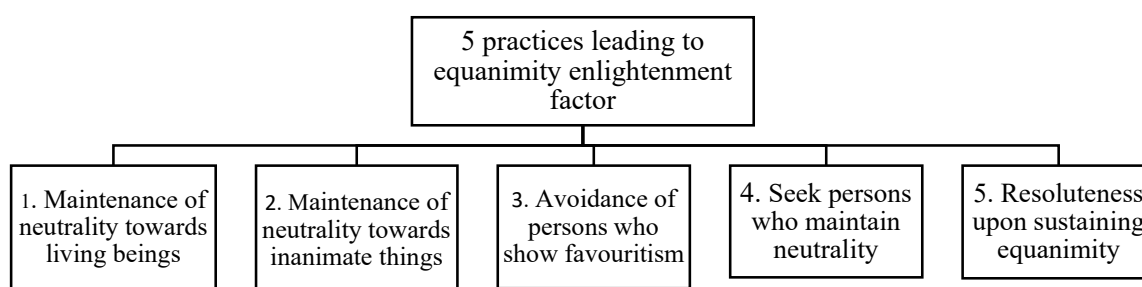 5 practices leading to
equanimity enlightenment
factor
1. Maintenance of
neutrality towards
living beings
2. Maintenance of
neutrality towards
inanimate things
3. Avoidance of
persons who
show favouritism
4. Seek persons
who maintain
neutrality
5. Resoluteness
upon sustaining
equanimity